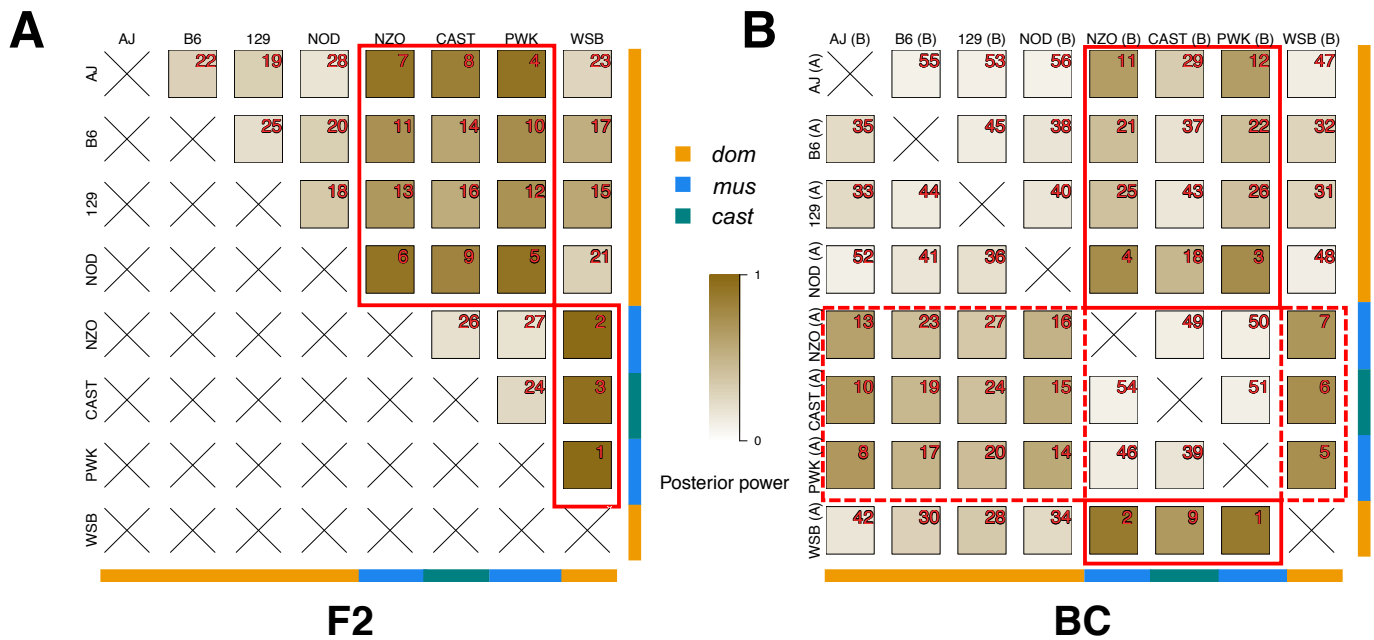 A
AJ B6 129 NOD NZO CAST PWK WSB
AJ 22 19 28 7 8 4 23
B6 25 20 11 14 10 17
129 18 13 16 12 15
NOD 6 9 5 21
NZO 26 27 2
CAST 24 3
PWK 1
WSB
F2
dom
mus
cast
1
0
Posterior power
B
AJ (B) B6 (B) 129 (B) NOD (B) NZO (B) CAST (B) PWK (B) WSB (B)
AJ (A) 55 53 56 11 29 12 47
B6 (A) 35 45 38 21 37 22 32
129 (A) 33 44 40 25 43 26 31
NOD (A) 52 41 36 4 18 3 48
NZO (A) 13 23 27 16 49 50 7
CAST (A) 10 19 24 15 54 51 6
PWK (A) 8 17 20 14 46 39 5
WSB (A) 42 30 28 34 2 9 1
BC